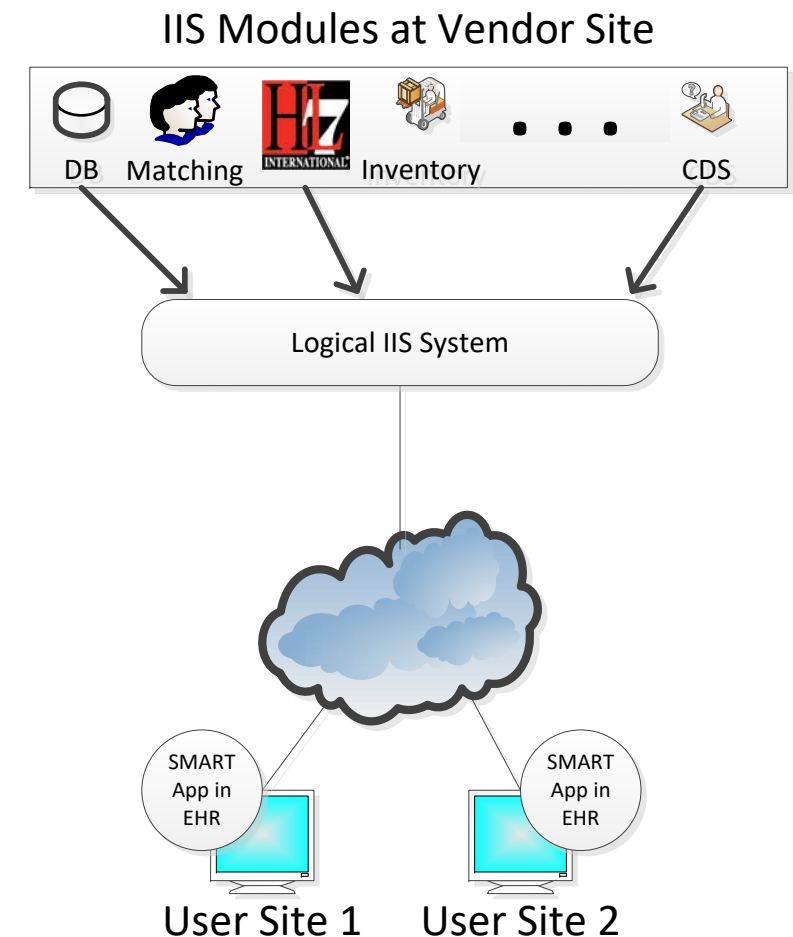 IIS Modules at Vendor Site
HL7
INTERNATIONAL®
?
DB Matching Inventory ... CDS
Logical IIS System
SMART
App in
EHR
SMART
App in
EHR
User Site 1 User Site 2